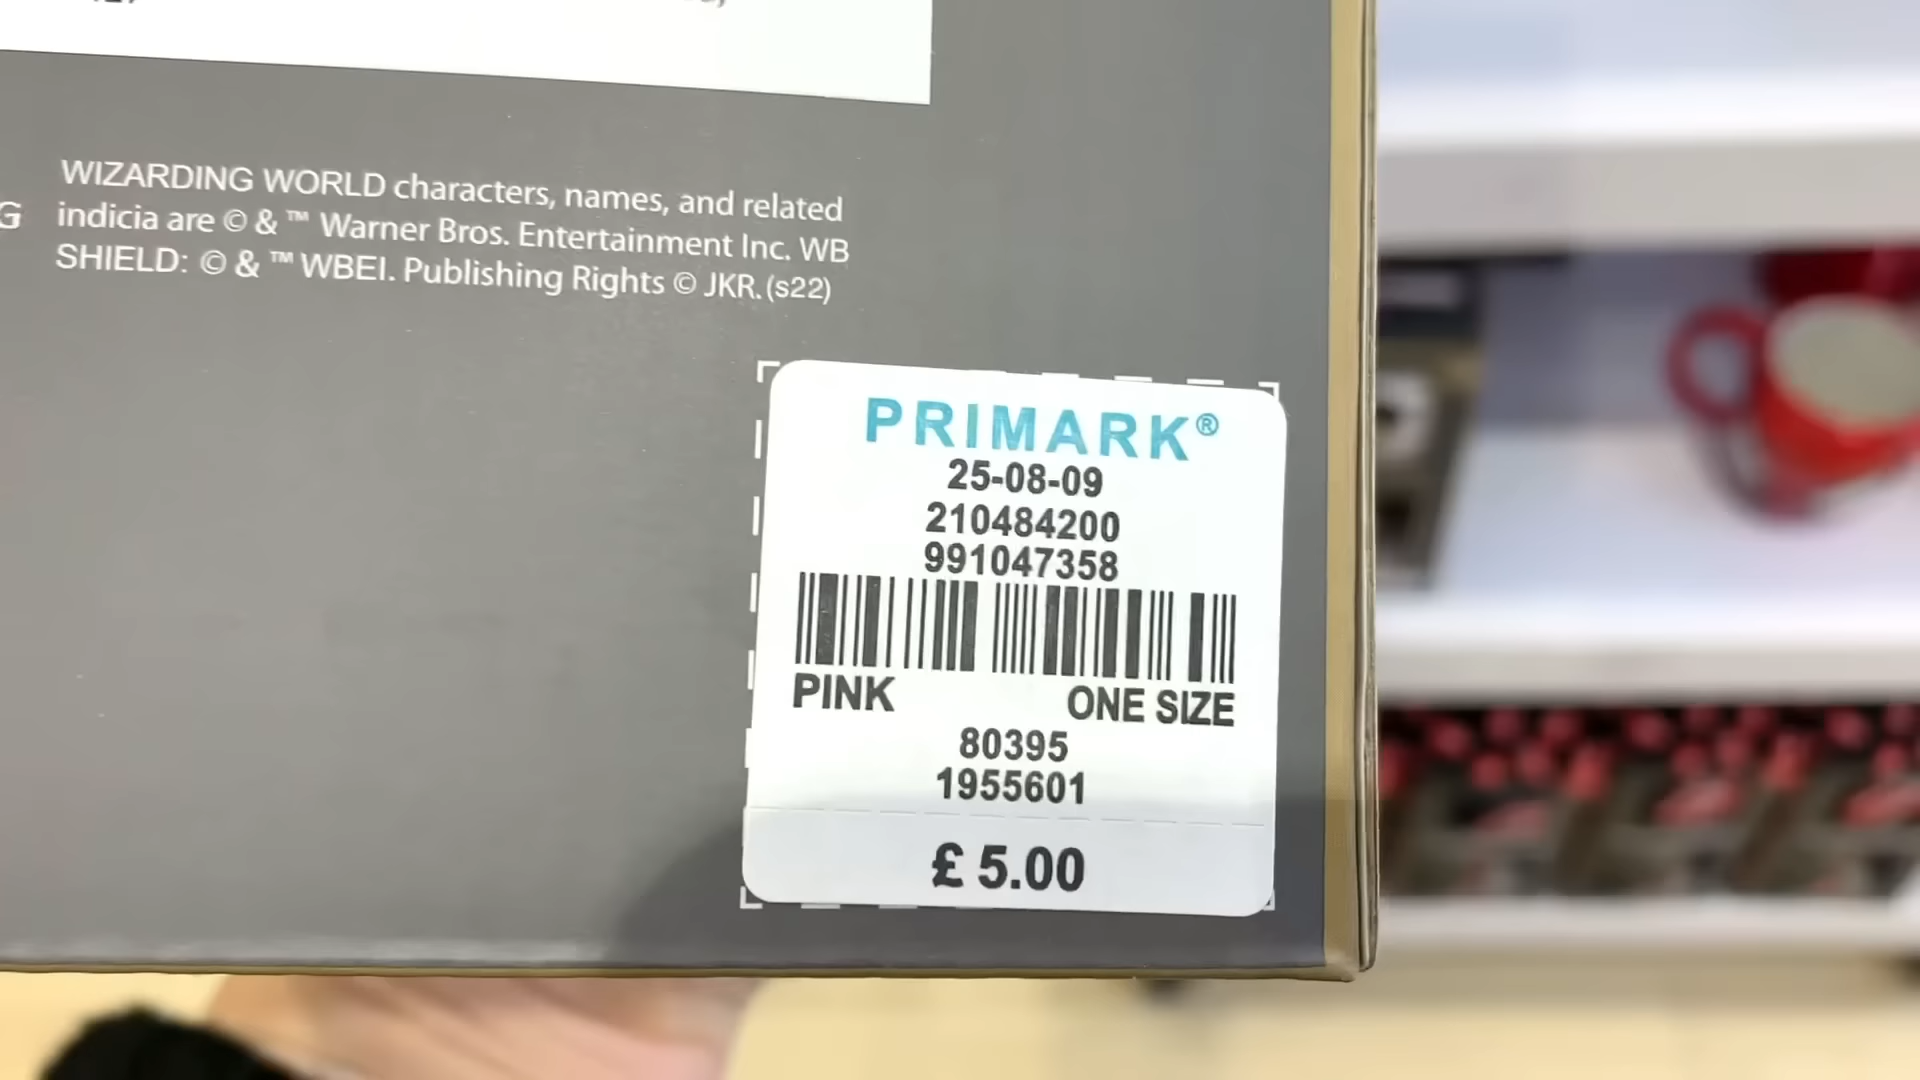 WIZARDING WORLD characters, names, and related
G indicia are © & ™ Warner Bros. Entertainment Inc. WB
SHIELD: © & ™ WBEI. Publishing Rights © JKR. (s22)
PRIMARK®
25-08-09
210484200
991047358
PINK ONE SIZE
80395
1955601
£ 5.00